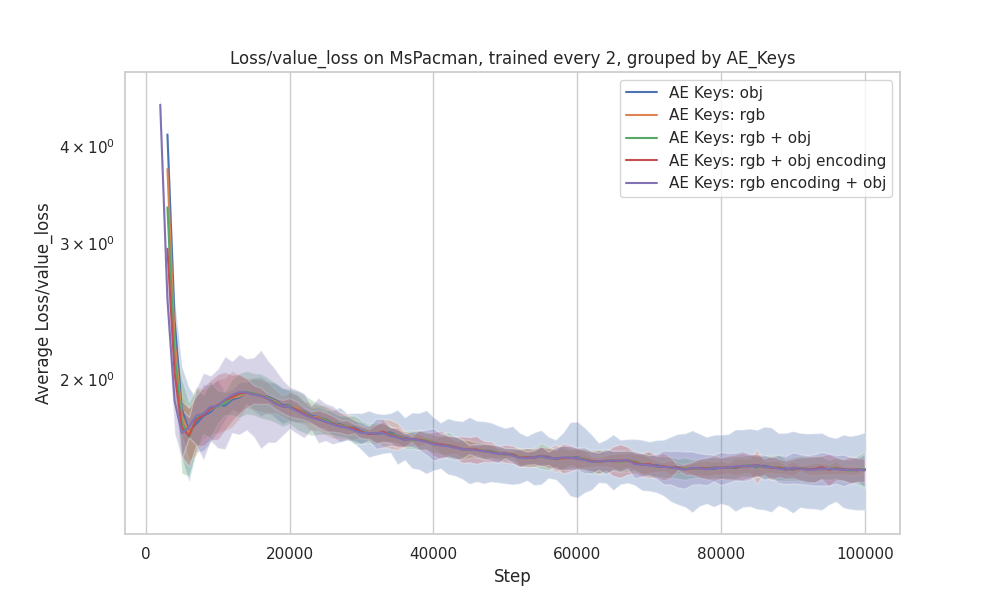 Loss/value_loss on MsPacman, trained every 2, grouped by AE_Keys
AE Keys: obj
AE Keys: rgb
AE Keys: rgb + obj
AE Keys: rgb + obj encoding
AE Keys: rgb encoding + obj
Average Loss/value_loss
4 × 10⁰
3 × 10⁰
2 × 10⁰
0 20000 40000 60000 80000 100000
Step